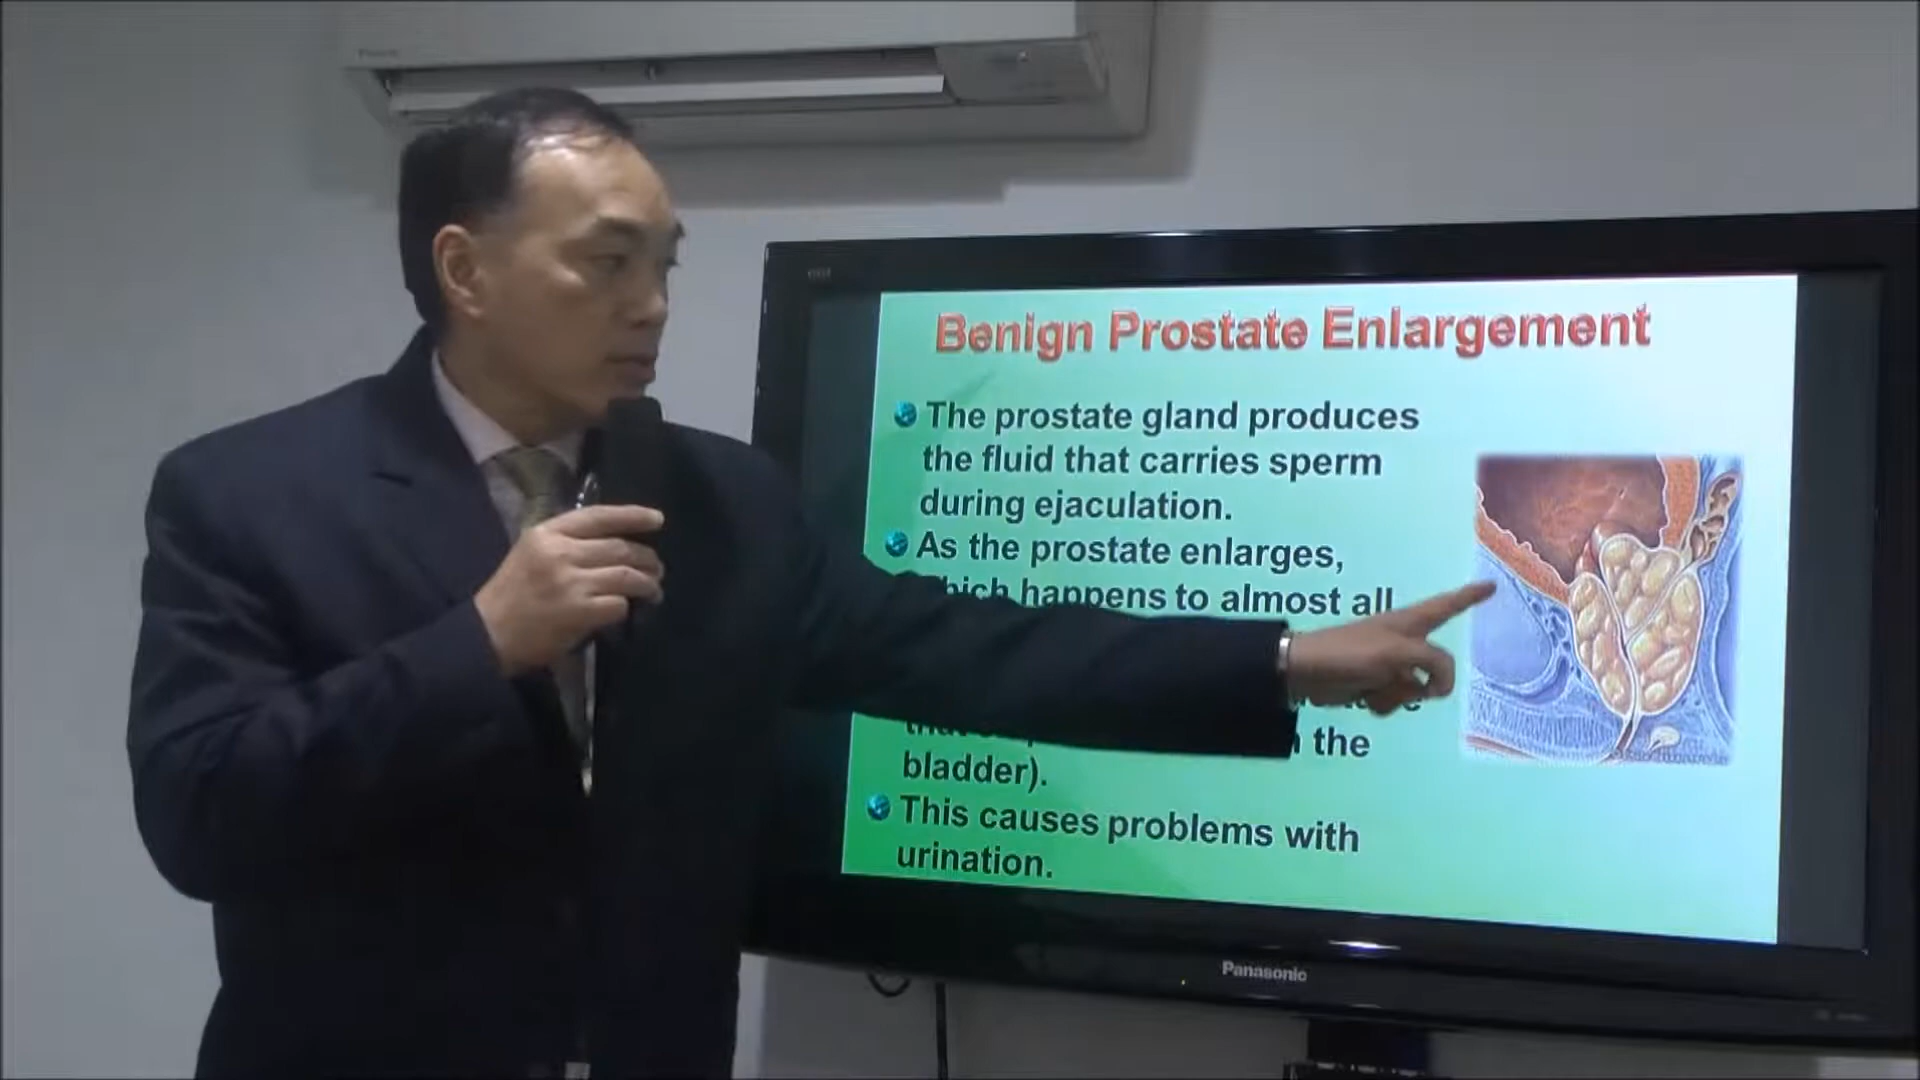 Benign Prostate Enlargement
The prostate gland produces
the fluid that carries sperm
during ejaculation.
As the prostate enlarges,
which happens to almost all
the
bladder).
This causes problems with
urination.
Panasonic